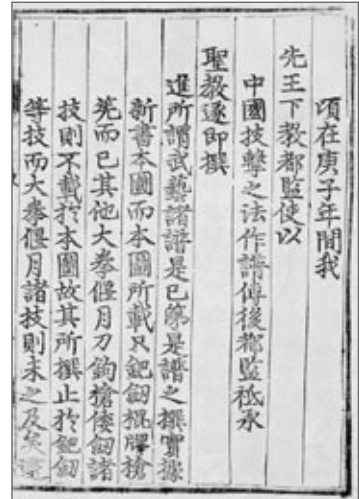 頃在庚子年間我
先王下教都監使以
中國技擊之法作譜傳後都監祗承
聖教遂即撰
進所謂武藝諸譜是已第是譜之撰實據
新書本圖而本圖所載只鈀劒棍槍
筅而已其他大拳偃月刀鉤槍倭劒諸
技則不載於本圖故其所撰止於鈀劒
等技而大拳偃月諸技則未之及矣